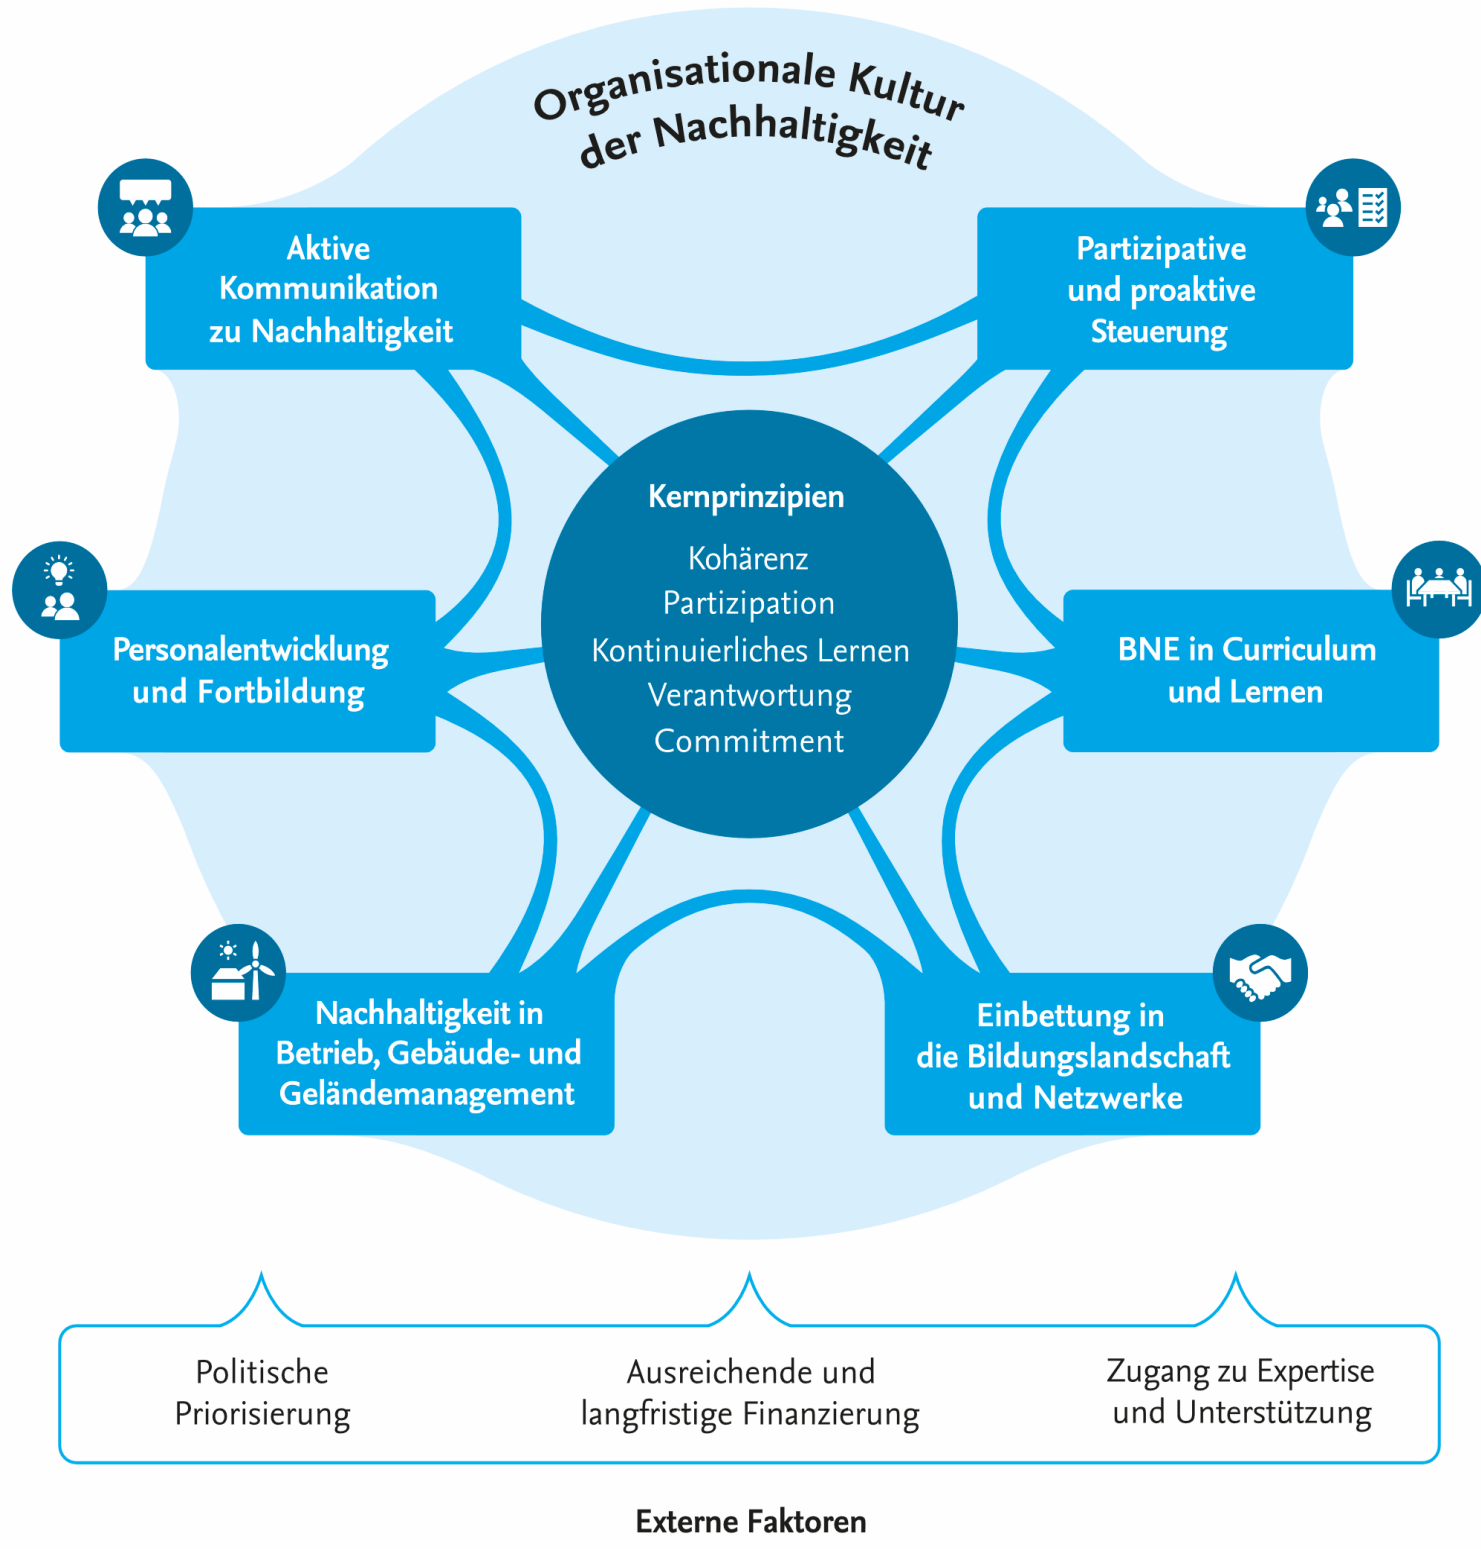 Organisationale Kultur
der Nachhaltigkeit
Aktive
Kommunikation
zu Nachhaltigkeit
Partizipative
und proaktive
Steuerung
Kernprinzipien
Kohärenz
Partizipation
Kontinuierliches Lernen
Verantwortung
Commitment
Personalentwicklung
und Fortbildung
BNE in Curriculum
und Lernen
Nachhaltigkeit in
Betrieb, Gebäude- und
Geländemanagement
Einbettung in
die Bildungslandschaft
und Netzwerke
Politische
Priorisierung
Ausreichende und
langfristige Finanzierung
Zugang zu Expertise
und Unterstützung
Externe Faktoren